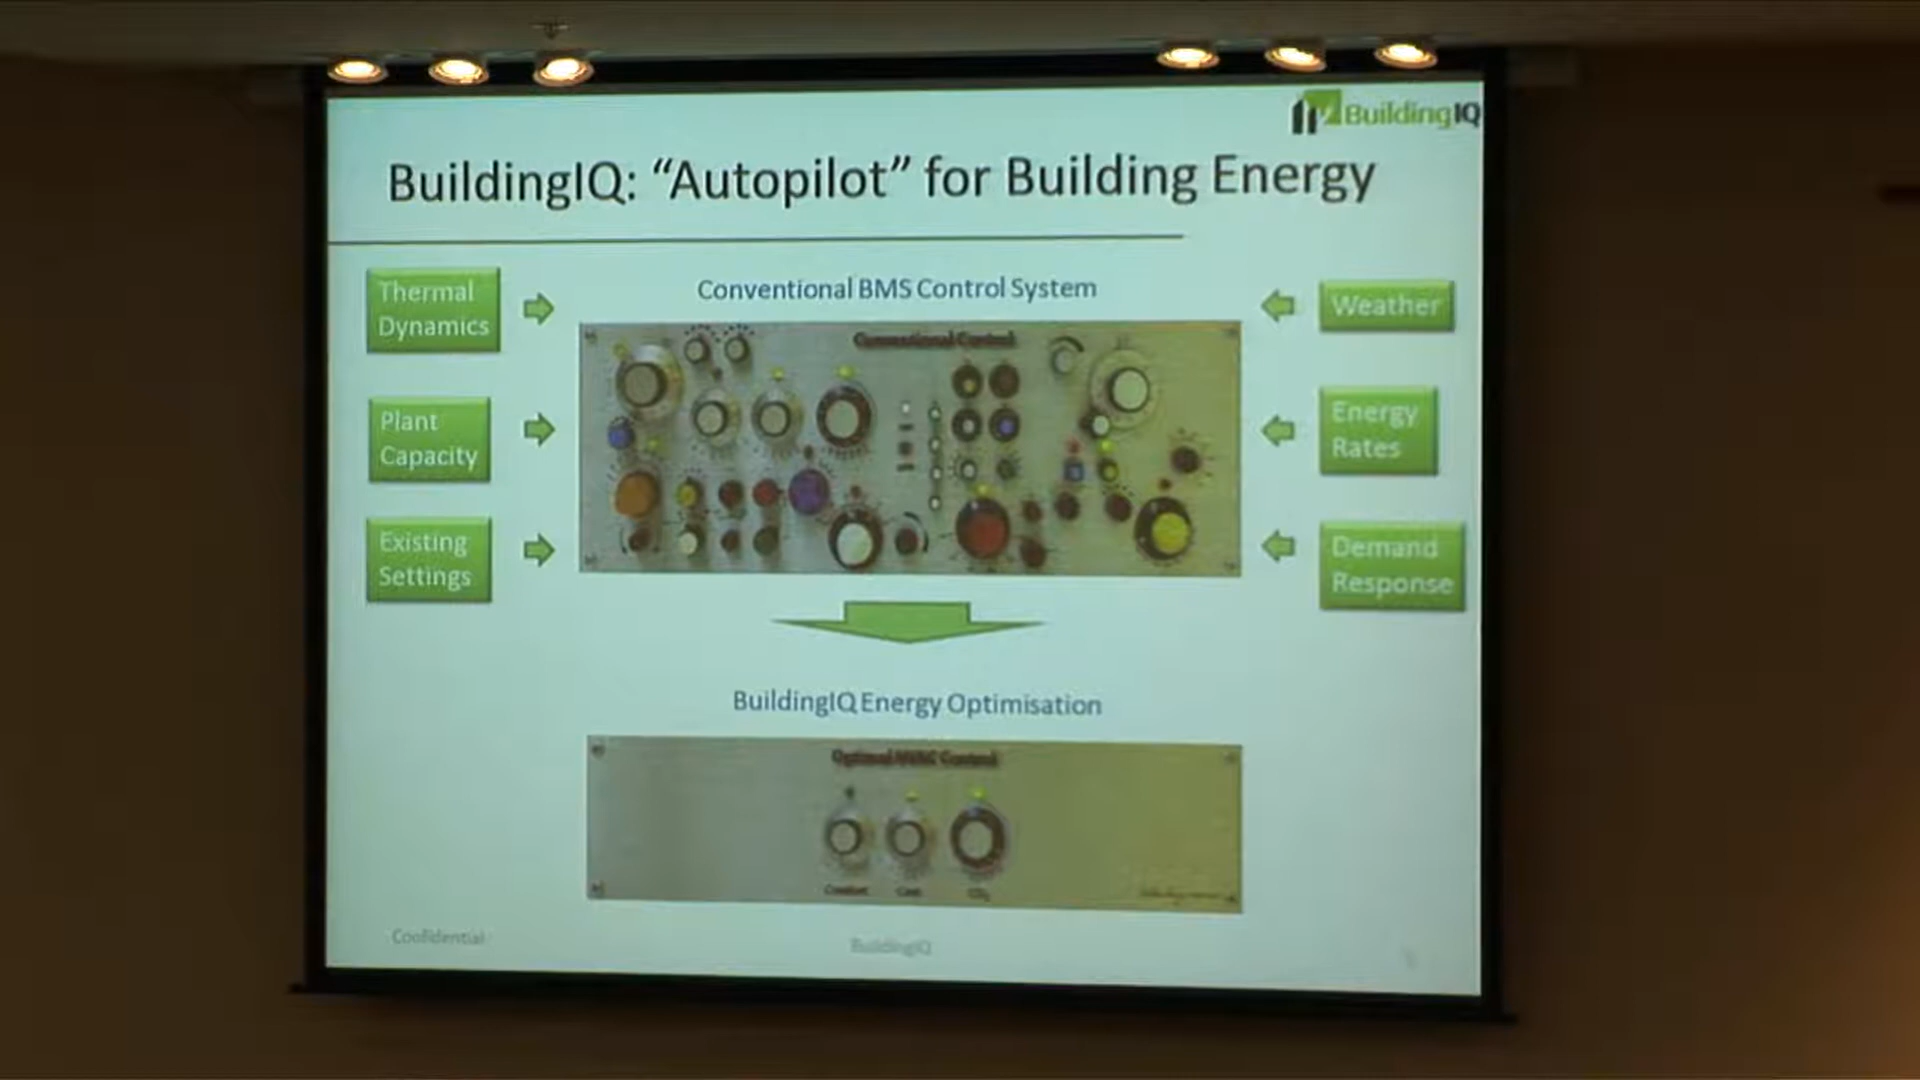 BuildingIQ
BuildingIQ: “Autopilot” for Building Energy
Thermal
Dynamics
Plant
Capacity
Existing
Settings
Conventional BMS Control System
Conventional Control
Weather
Energy
Rates
Demand
Response
BuildingIQ Energy Optimisation
Optimal HVAC Control
Comfort
Cost
CO₂
Confidential
BuildingIQ